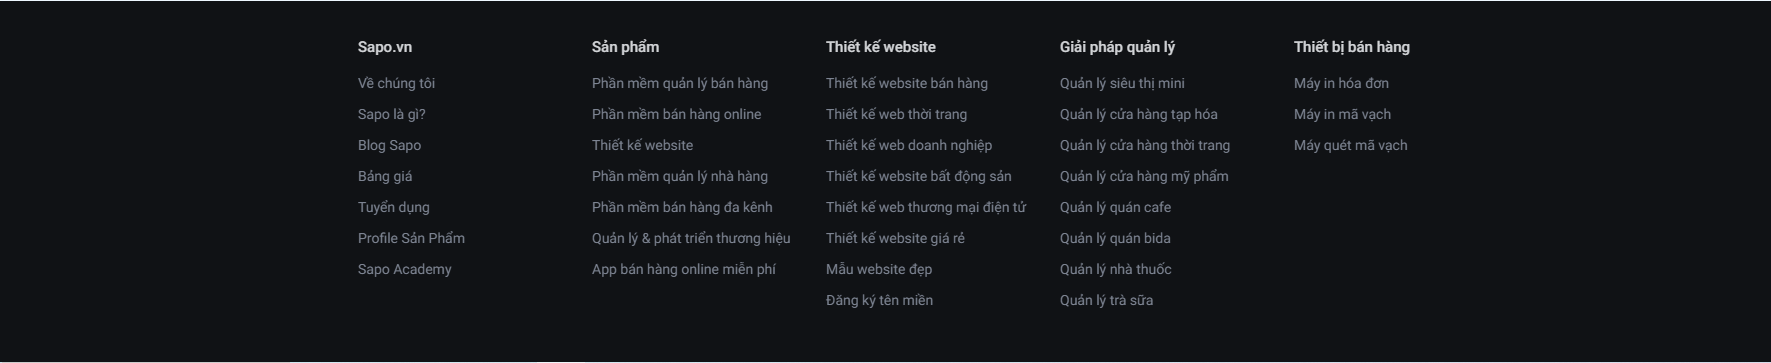 Sapo.vn
Về chúng tôi
Sapo là gì?
Blog Sapo
Bảng giá
Tuyển dụng
Profile Sản Phẩm
Sapo Academy
Sản phẩm
Phần mềm quản lý bán hàng
Phần mềm bán hàng online
Thiết kế website
Phần mềm quản lý nhà hàng
Phần mềm bán hàng đa kênh
Quản lý & phát triển thương hiệu
App bán hàng online miễn phí
Thiết kế website
Thiết kế website bán hàng
Thiết kế web thời trang
Thiết kế web doanh nghiệp
Thiết kế website bất động sản
Thiết kế web thương mại điện tử
Thiết kế website giá rẻ
Mẫu website đẹp
Đăng ký tên miền
Giải pháp quản lý
Quản lý siêu thị mini
Quản lý cửa hàng tạp hóa
Quản lý cửa hàng thời trang
Quản lý cửa hàng mỹ phẩm
Quản lý quán cafe
Quản lý quán bida
Quản lý nhà thuốc
Quản lý trà sữa
Thiết bị bán hàng
Máy in hóa đơn
Máy in mã vạch
Máy quét mã vạch